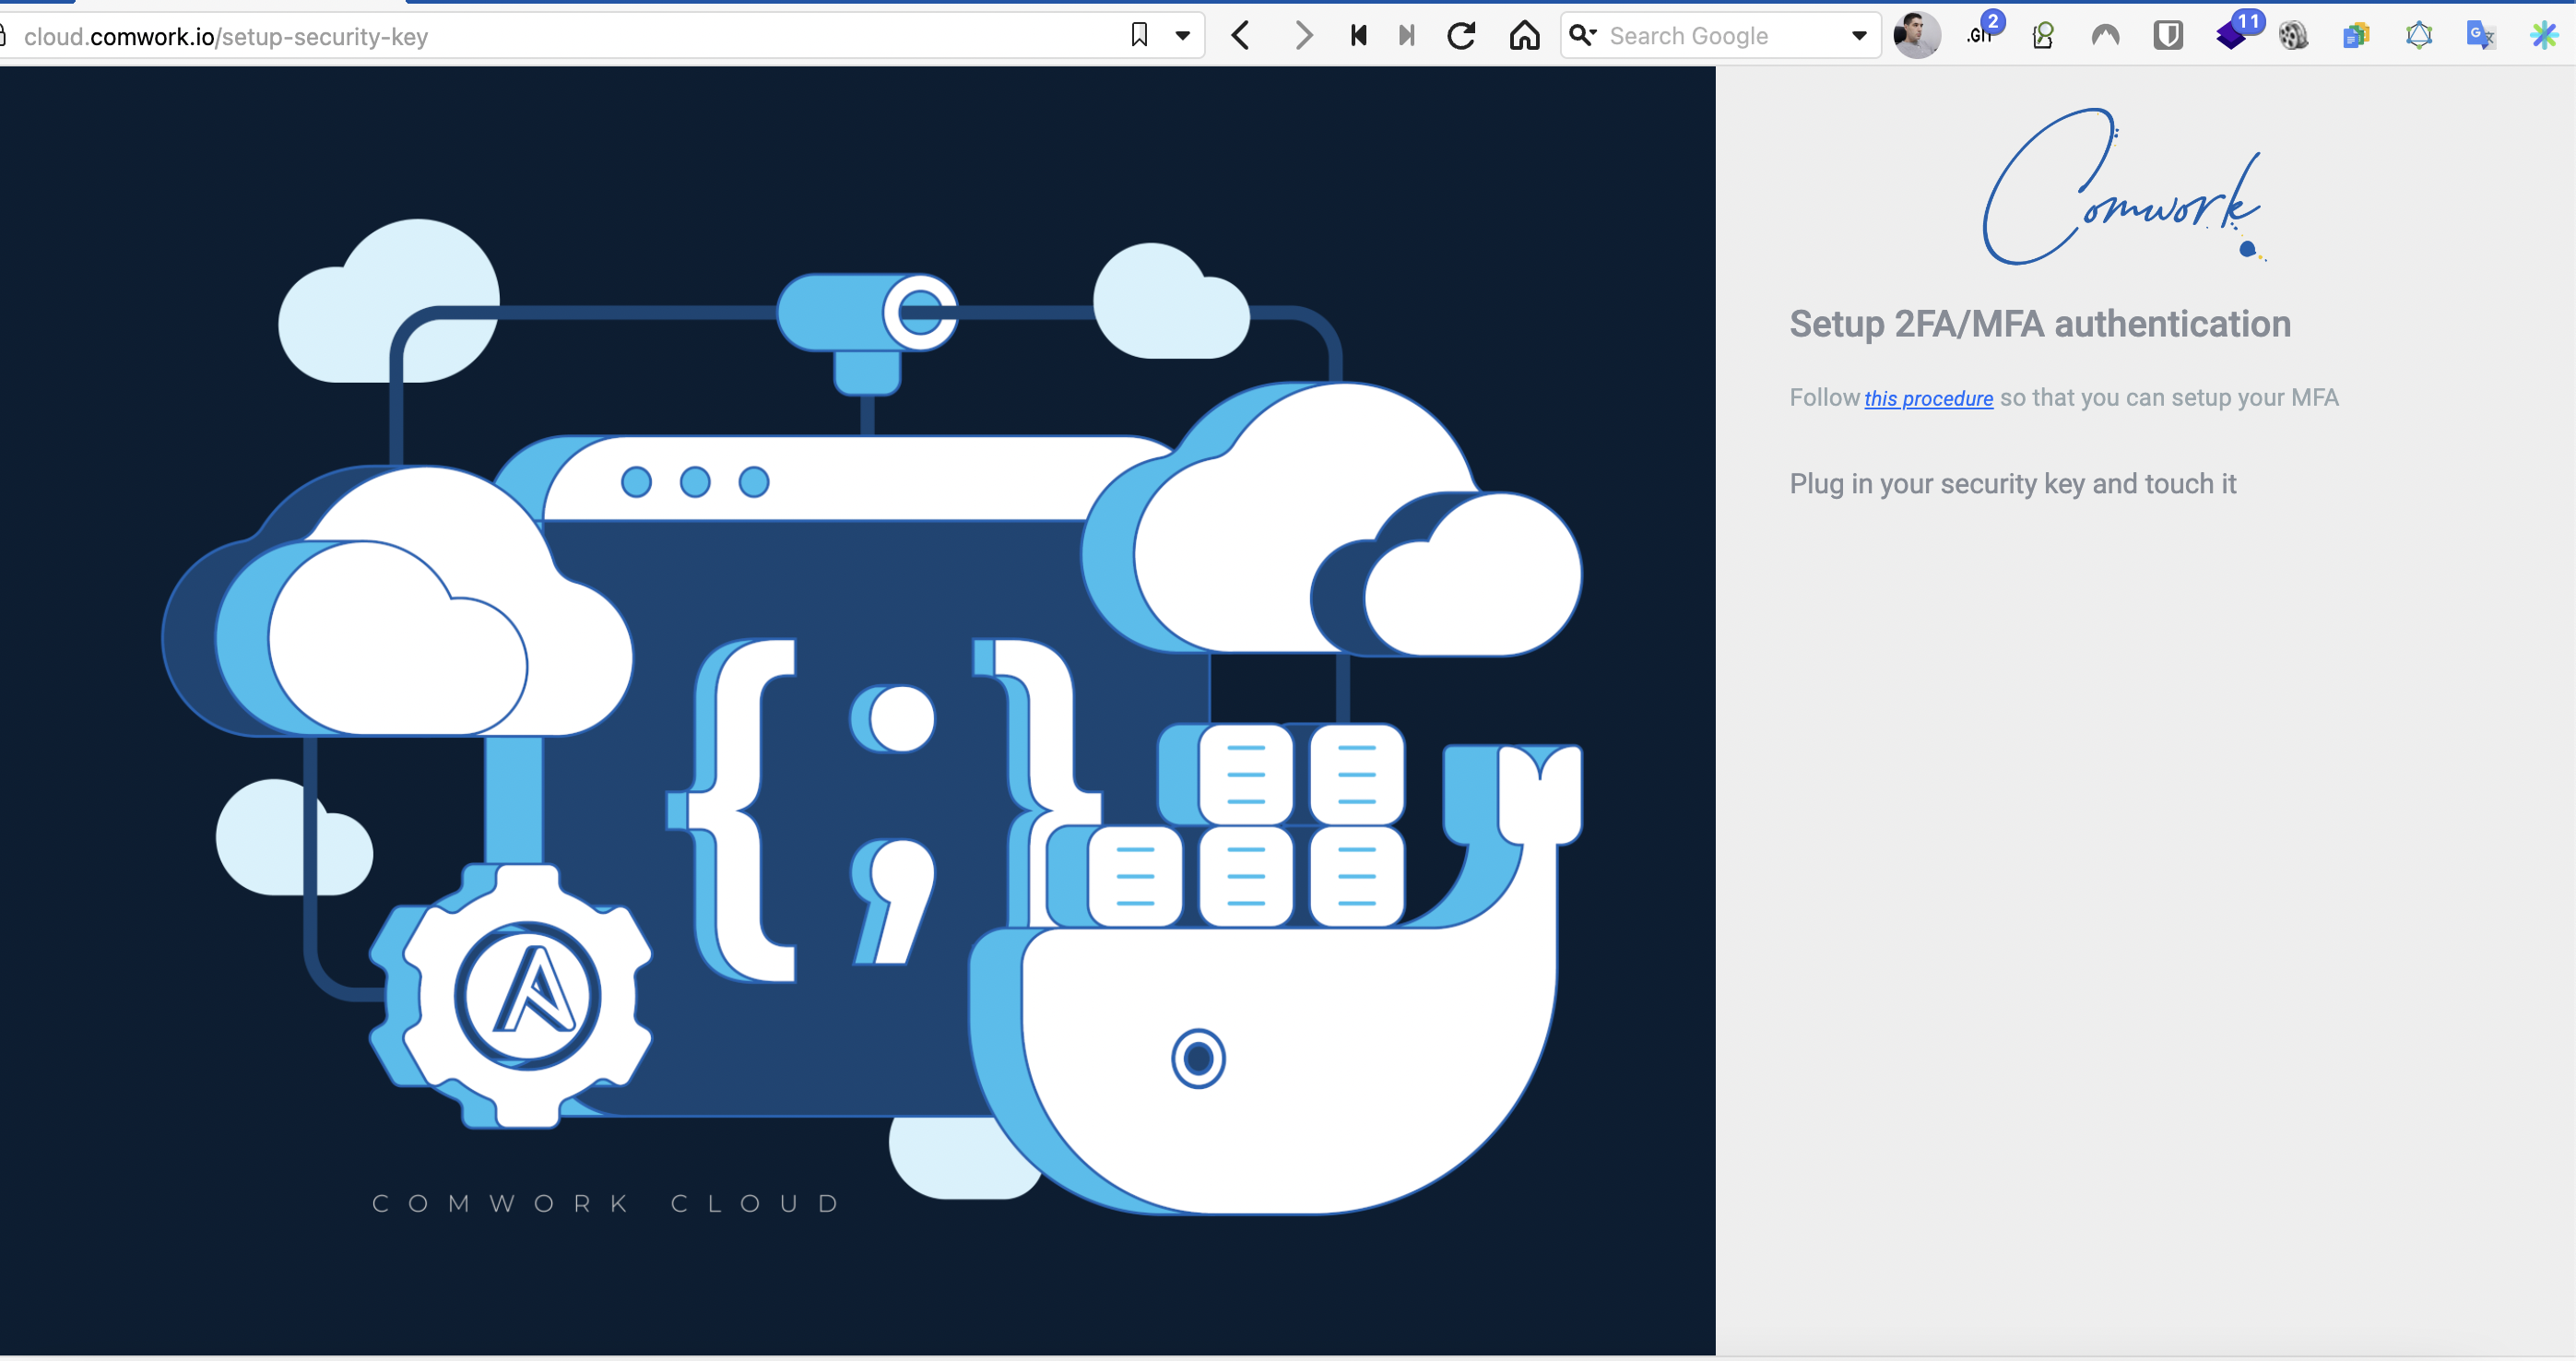 cloud.comwork.io/setup-security-key
Search Google
.GIT
2
11
G
Comwork
Setup 2FA/MFA authentication
Follow this procedure so that you can setup your MFA
Plug in your security key and touch it
COMWORK CLOUD